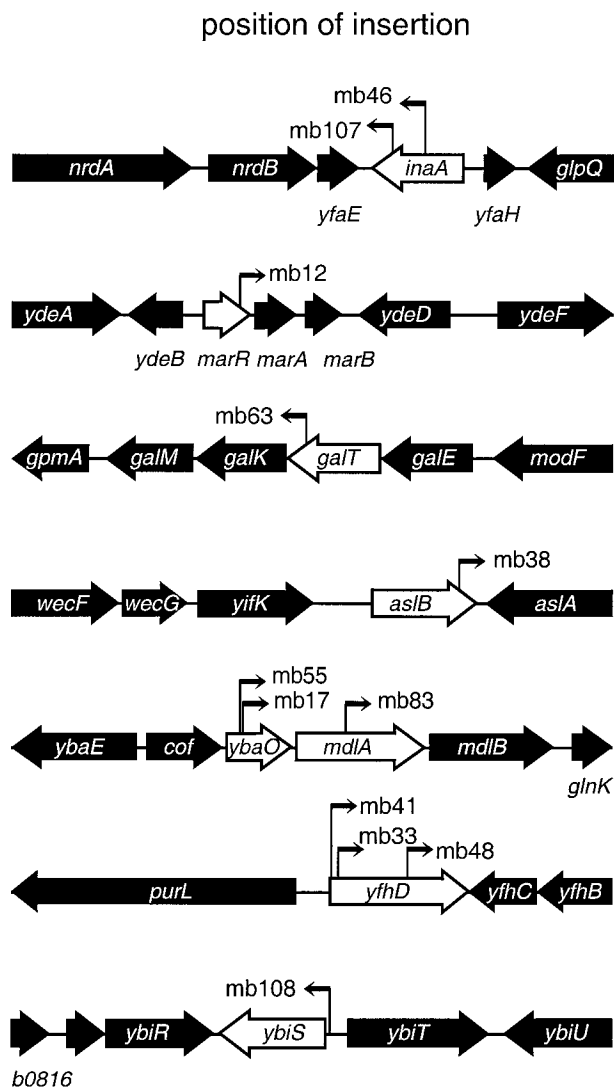 position of insertion
mb46
mb107
nrdA nrdB inaA glpQ
yfaE yfaH
mb12
ydeA ydeD ydeF
ydeB marR marA marB
mb63
gpmA galM galK galT galE modF
mb38
wecF wecG yifK aslB aslA
mb55
mb17 mb83
ybaE cof ybaO mdlA mdlB
glnK
mb41
mb33 mb48
purL yfhD yfhC yfhB
mb108
ybiR ybiS ybiT ybiU
b0816